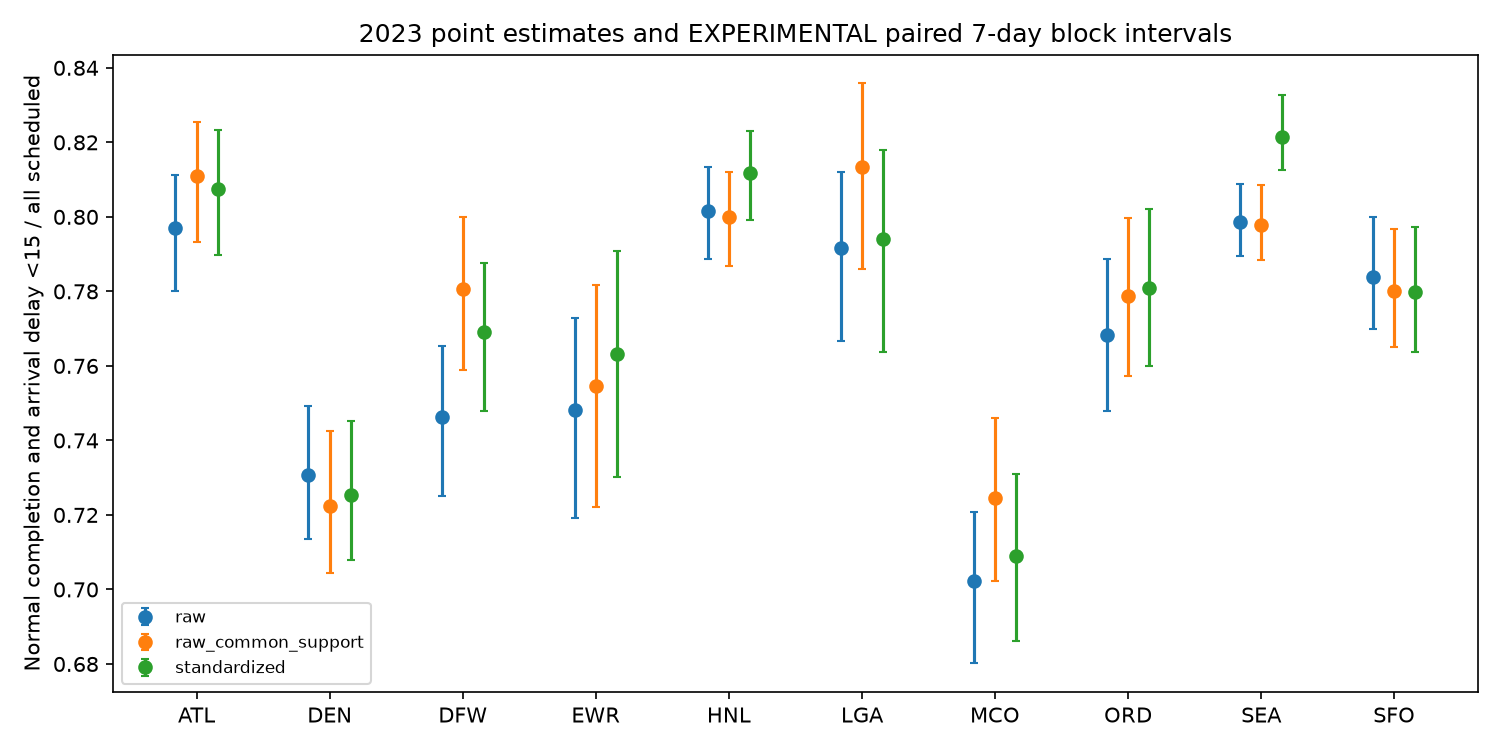 2023 point estimates and EXPERIMENTAL paired 7-day block intervals
Normal completion and arrival delay <15 / all scheduled
0.84
0.82
0.80
0.78
0.76
0.74
0.72
0.70
0.68
raw
raw_common_support
standardized
ATL DEN DFW EWR HNL LGA MCO ORD SEA SFO